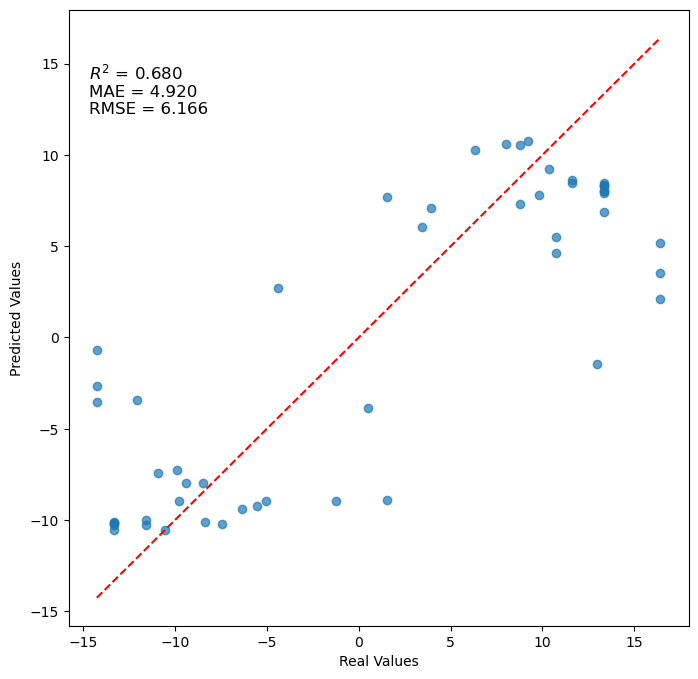 R² = 0.680
MAE = 4.920
RMSE = 6.166
15
10
5
0
−5
−10
−15
Predicted Values
−15 −10 −5 0 5 10 15
Real Values